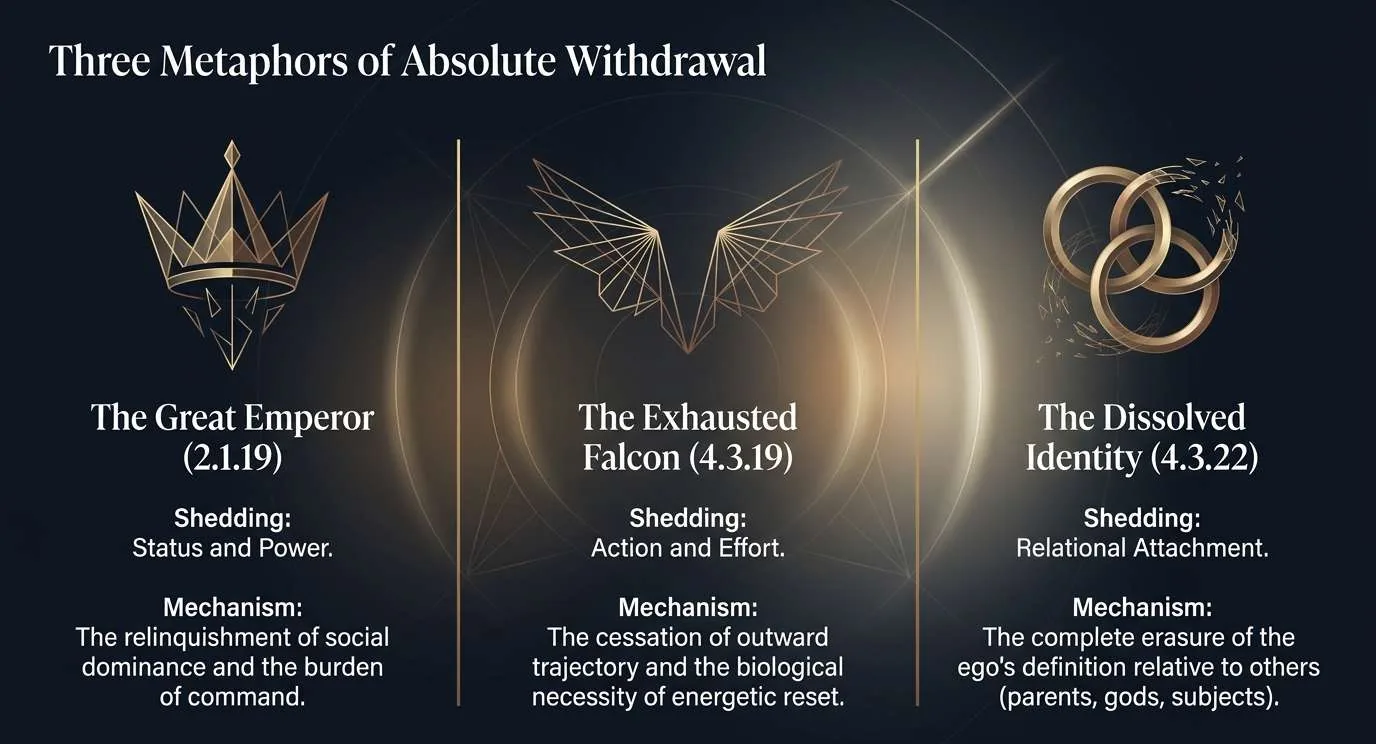 Three Metaphors of Absolute Withdrawal
The Great Emperor
(2.1.19)
Shedding:
Status and Power.
Mechanism:
The relinquishment of social
dominance and the burden
of command.
The Exhausted
Falcon (4.3.19)
Shedding:
Action and Effort.
Mechanism:
The cessation of outward
trajectory and the biological
necessity of energetic reset.
The Dissolved
Identity (4.3.22)
Shedding:
Relational Attachment.
Mechanism:
The complete erasure of the
ego's definition relative to others
(parents, gods, subjects).